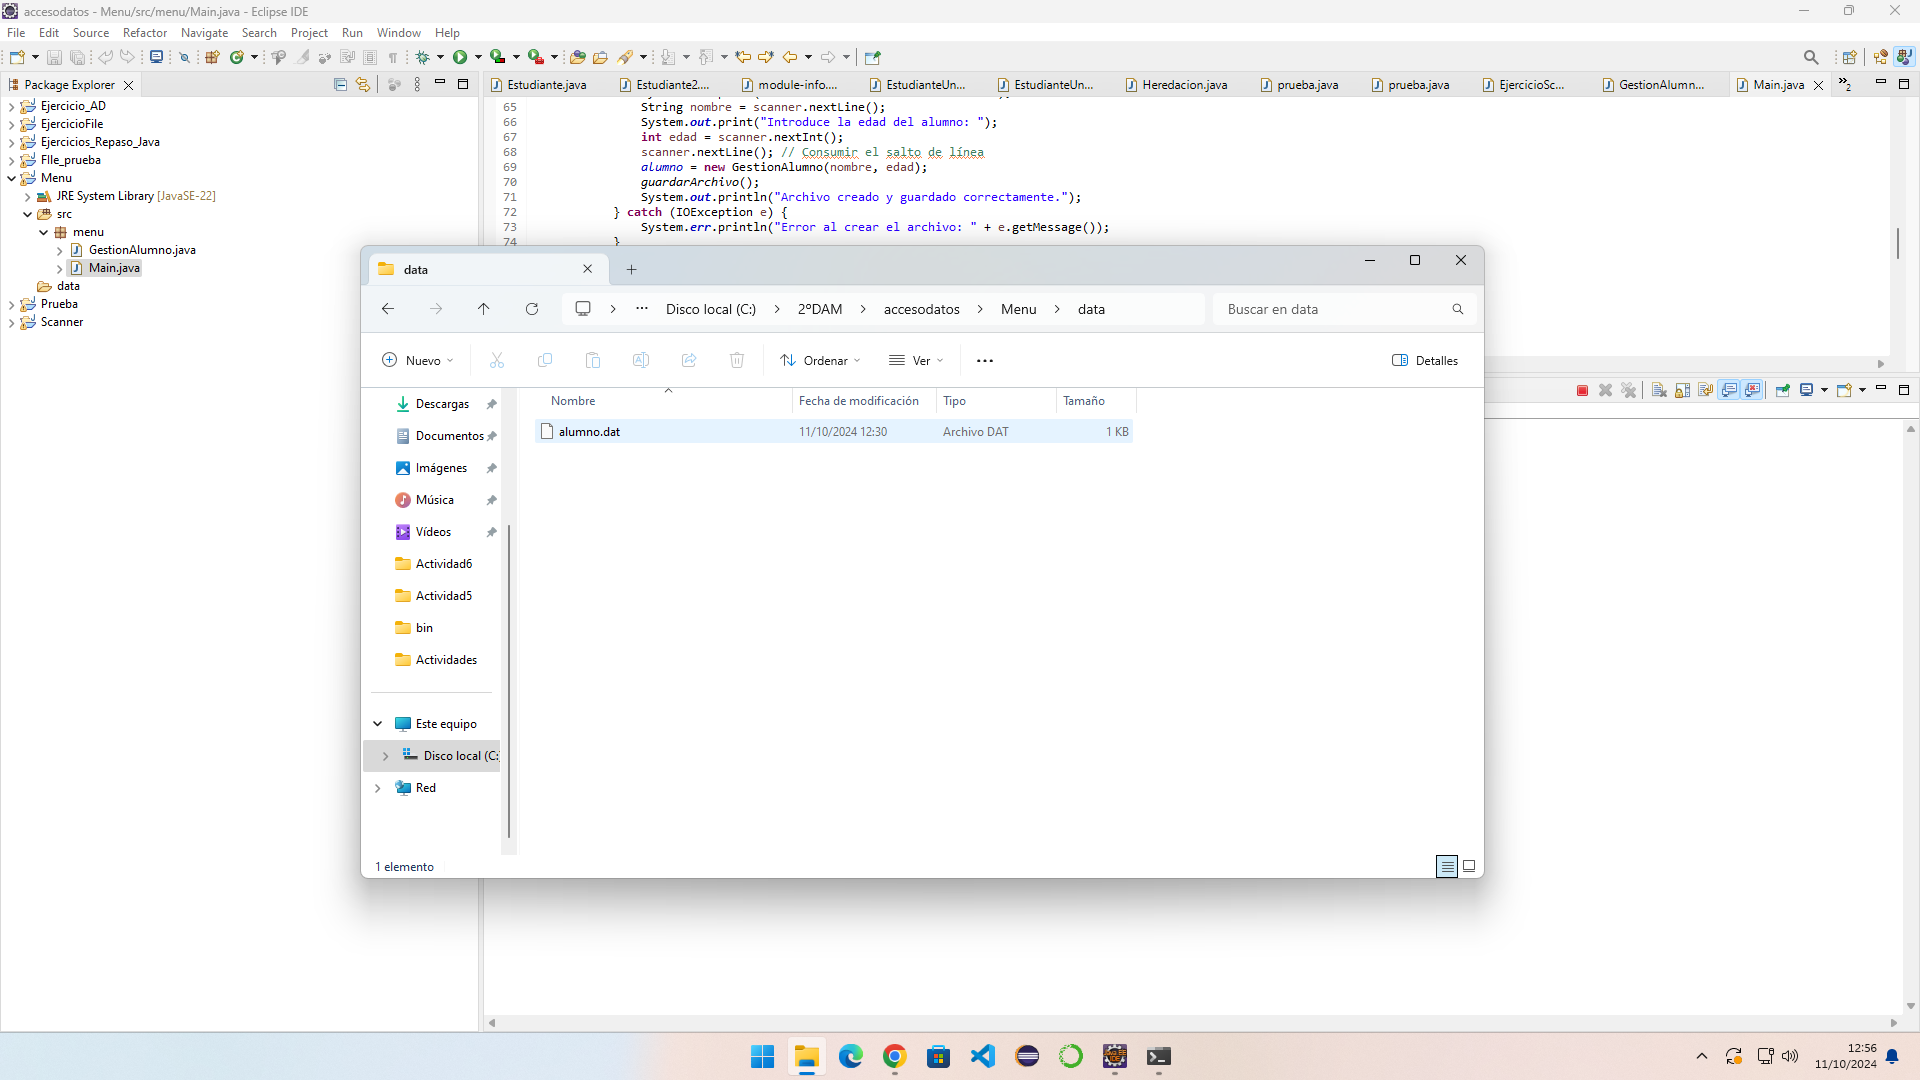 accesodatos - Menu/src/menu/Main.java - Eclipse IDE
File Edit Source Refactor Navigate Search Project Run Window Help
Package Explorer
Ejercicio_AD
EjercicioFile
Ejercicios_Repaso_Java
FIle_prueba
Menu
JRE System Library [JavaSE-22]
src
menu
GestionAlumno.java
Main.java
data
Prueba
Scanner
Estudiante.java Estudiante2.... module-info.... EstudianteUn... EstudianteUn... Heredacion.java prueba.java prueba.java EjercicioSc... GestionAlumn... Main.java 2
65 String nombre = scanner.nextLine();
66 System.out.print("Introduce la edad del alumno: ");
67 int edad = scanner.nextInt();
68 scanner.nextLine(); // Consumir el salto de línea
69 alumno = new GestionAlumno(nombre, edad);
70 guardarArchivo();
71 System.out.println("Archivo creado y guardado correctamente.");
72 } catch (IOException e) {
73 System.err.println("Error al crear el archivo: " + e.getMessage());
74 }
data
Disco local (C:) 2ºDAM accesodatos Menu data
Buscar en data
Nuevo Ordenar Ver Detalles
Descargas
Documentos
Imágenes
Música
Vídeos
Actividad6
Actividad5
bin
Actividades
Este equipo
Disco local (C:
Red
Nombre Fecha de modificación Tipo Tamaño
alumno.dat 11/10/2024 12:30 Archivo DAT 1 KB
1 elemento
12:56
11/10/2024